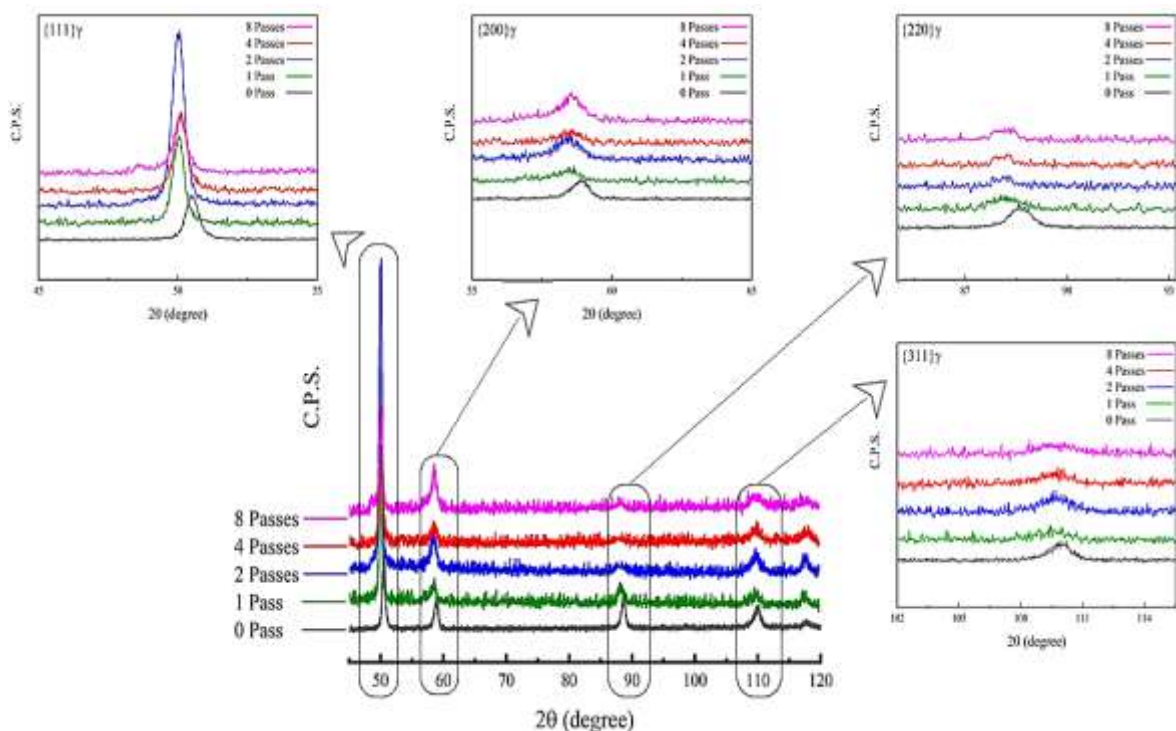 {111}γ
8 Passes
4 Passes
2 Passes
1 Pass
0 Pass
C.P.S.
45 50 55
2θ (degree)
{200}γ
8 Passes
4 Passes
2 Passes
1 Pass
0 Pass
C.P.S.
55 60 65
2θ (degree)
{220}γ
8 Passes
4 Passes
2 Passes
1 Pass
0 Pass
C.P.S.
87 90 93
2θ (degree)
{311}γ
8 Passes
4 Passes
2 Passes
1 Pass
0 Pass
C.P.S.
102 105 108 111 114
2θ (degree)
C.P.S.
8 Passes
4 Passes
2 Passes
1 Pass
0 Pass
50 60 70 80 90 100 110 120
2θ (degree)